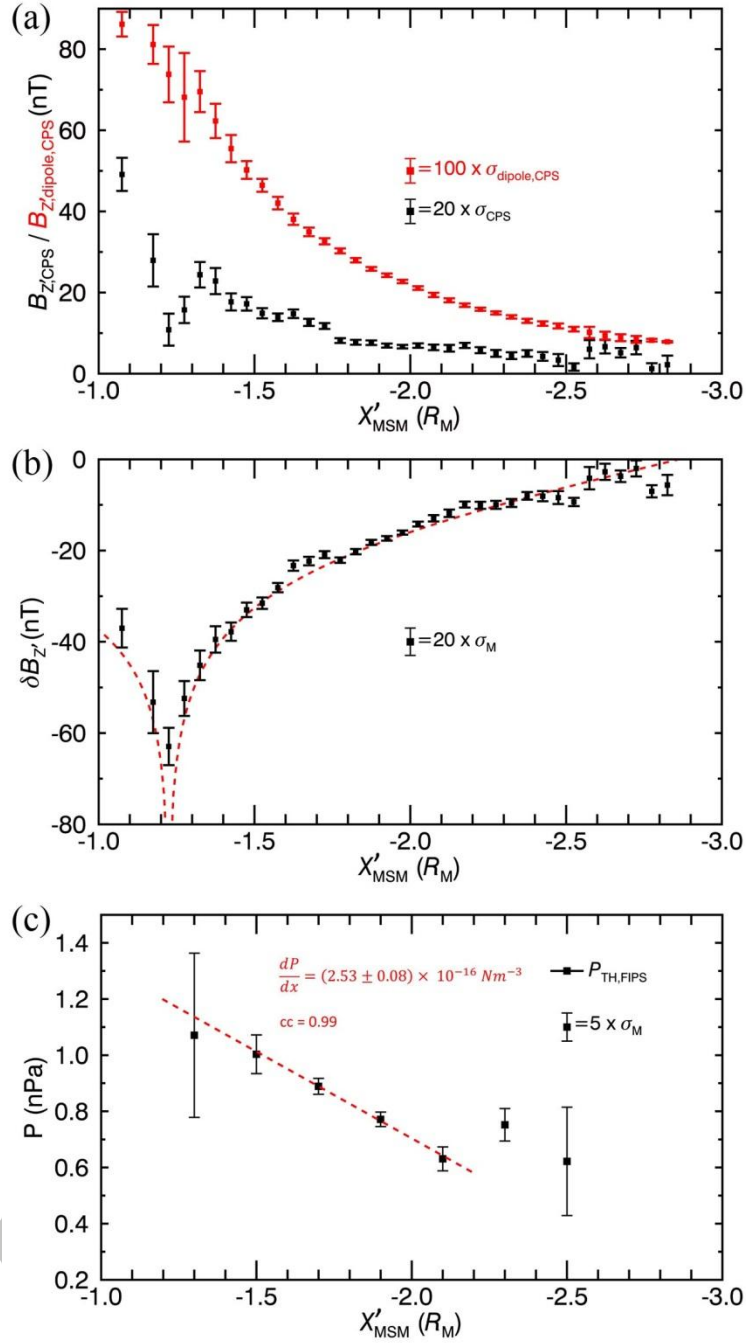 (a)
80
60
40
20
0
B_Z',CPS / B_Z',dipole,CPS (nT)
=100 x σ_dipole,CPS
=20 x σ_CPS
-1.0 -1.5 -2.0 -2.5 -3.0
X'_MSM (R_M)
(b)
0
-20
-40
-60
-80
δB_Z' (nT)
=20 x σ_M
-1.0 -1.5 -2.0 -2.5 -3.0
X'_MSM (R_M)
(c)
1.4
1.2
1.0
0.8
0.6
0.4
0.2
P (nPa)
dP/dx = (2.53 ± 0.08) × 10^-16 Nm^-3
cc = 0.99
P_TH,FIPS
=5 x σ_M
-1.0 -1.5 -2.0 -2.5 -3.0
X'_MSM (R_M)